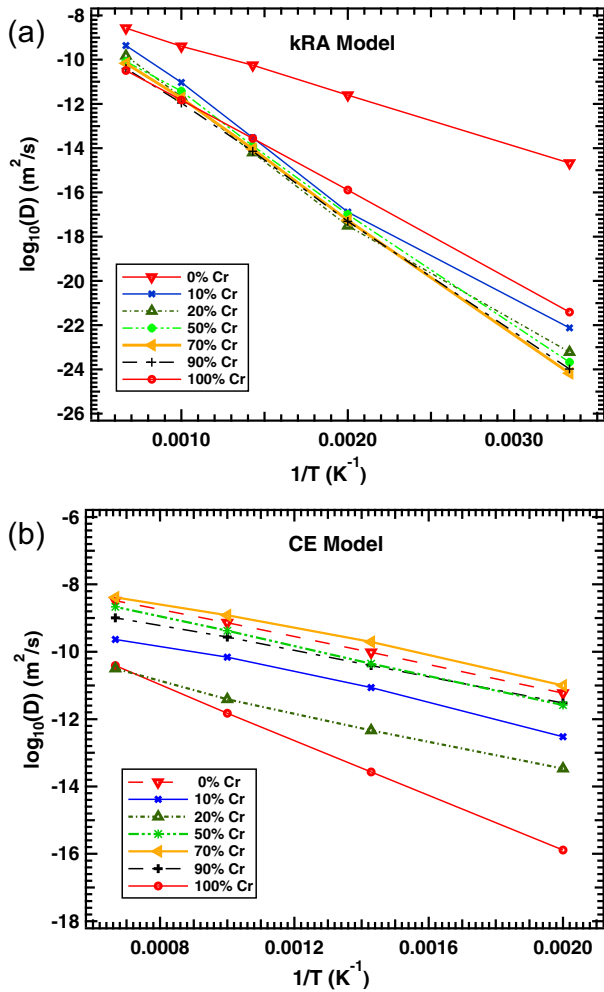 (a)
kRA Model
log10(D) (m²/s)
-8
-10
-12
-14
-16
-18
-20
-22
-24
-26
0% Cr
10% Cr
20% Cr
50% Cr
70% Cr
90% Cr
100% Cr
0.0010 0.0020 0.0030
1/T (K⁻¹)
(b)
CE Model
log10(D) (m²/s)
-6
-8
-10
-12
-14
-16
-18
0% Cr
10% Cr
20% Cr
50% Cr
70% Cr
90% Cr
100% Cr
0.0008 0.0012 0.0016 0.0020
1/T (K⁻¹)